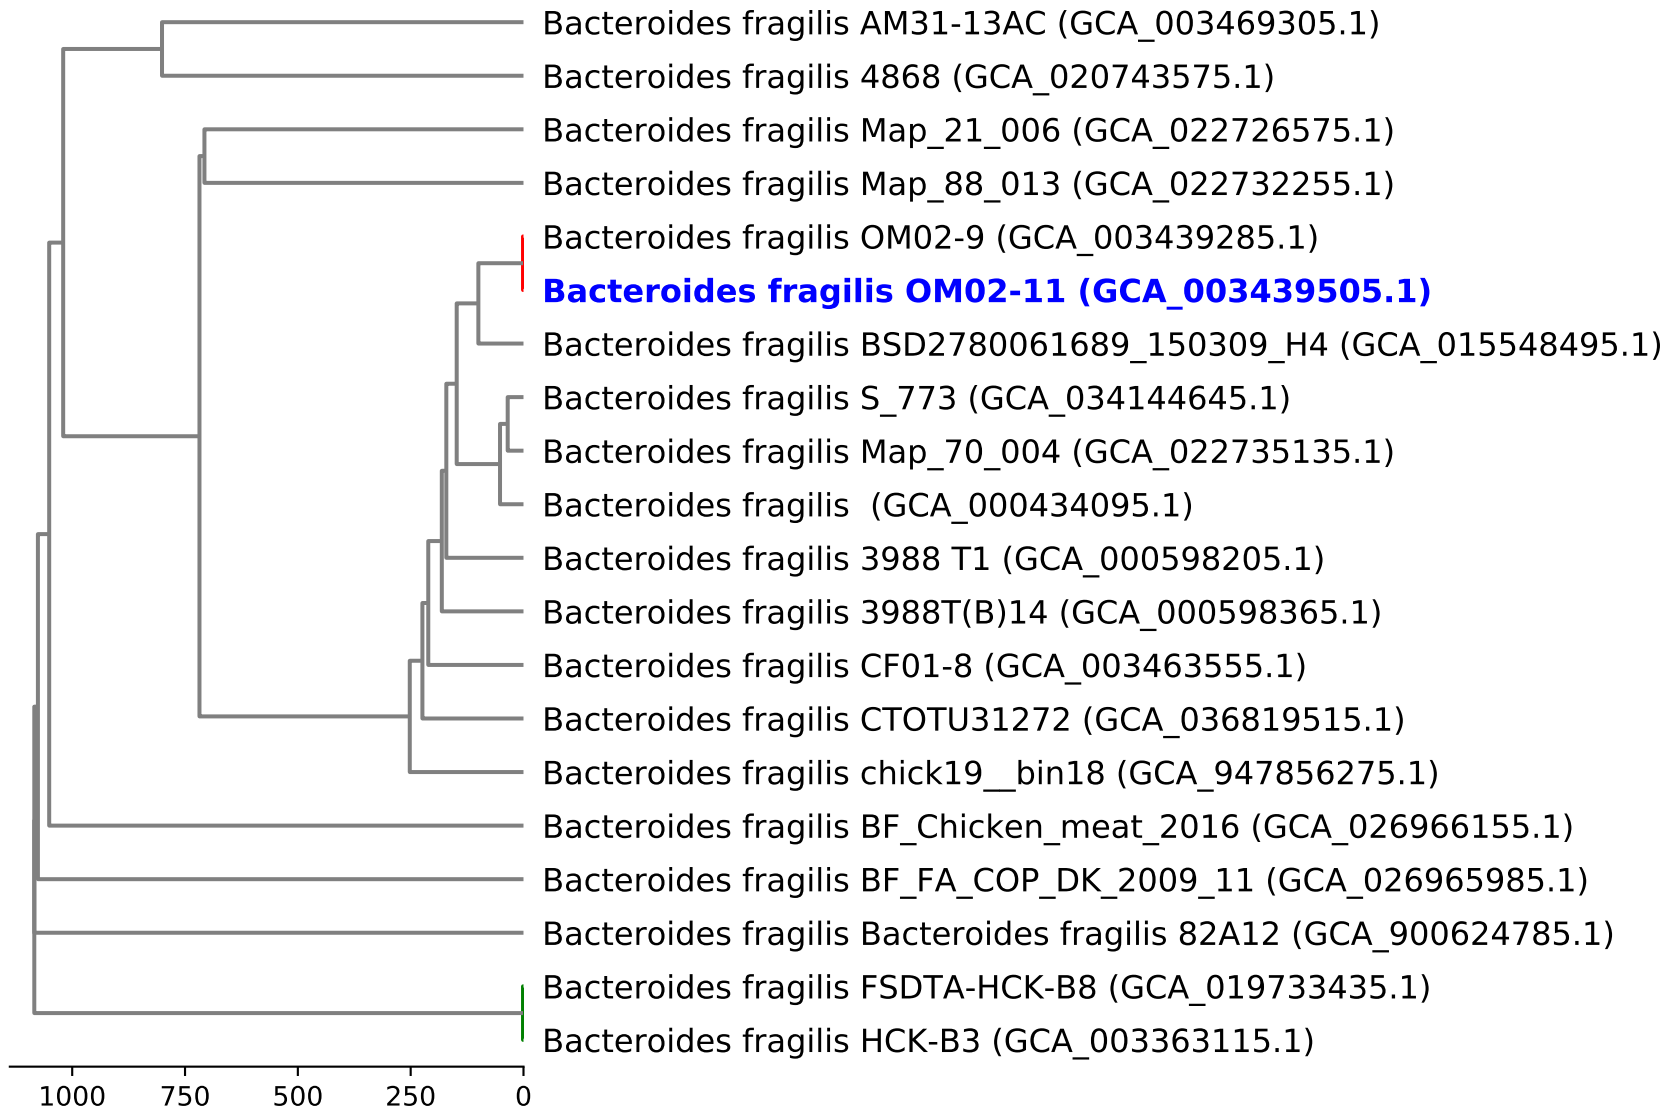 Bacteroides fragilis AM31-13AC (GCA_003469305.1)
Bacteroides fragilis 4868 (GCA_020743575.1)
Bacteroides fragilis Map_21_006 (GCA_022726575.1)
Bacteroides fragilis Map_88_013 (GCA_022732255.1)
Bacteroides fragilis OM02-9 (GCA_003439285.1)
Bacteroides fragilis OM02-11 (GCA_003439505.1)
Bacteroides fragilis BSD2780061689_150309_H4 (GCA_015548495.1)
Bacteroides fragilis S_773 (GCA_034144645.1)
Bacteroides fragilis Map_70_004 (GCA_022735135.1)
Bacteroides fragilis  (GCA_000434095.1)
Bacteroides fragilis 3988 T1 (GCA_000598205.1)
Bacteroides fragilis 3988T(B)14 (GCA_000598365.1)
Bacteroides fragilis CF01-8 (GCA_003463555.1)
Bacteroides fragilis CTOTU31272 (GCA_036819515.1)
Bacteroides fragilis chick19__bin18 (GCA_947856275.1)
Bacteroides fragilis BF_Chicken_meat_2016 (GCA_026966155.1)
Bacteroides fragilis BF_FA_COP_DK_2009_11 (GCA_026965985.1)
Bacteroides fragilis Bacteroides fragilis 82A12 (GCA_900624785.1)
Bacteroides fragilis FSDTA-HCK-B8 (GCA_019733435.1)
Bacteroides fragilis HCK-B3 (GCA_003363115.1)
1000 750 500 250 0